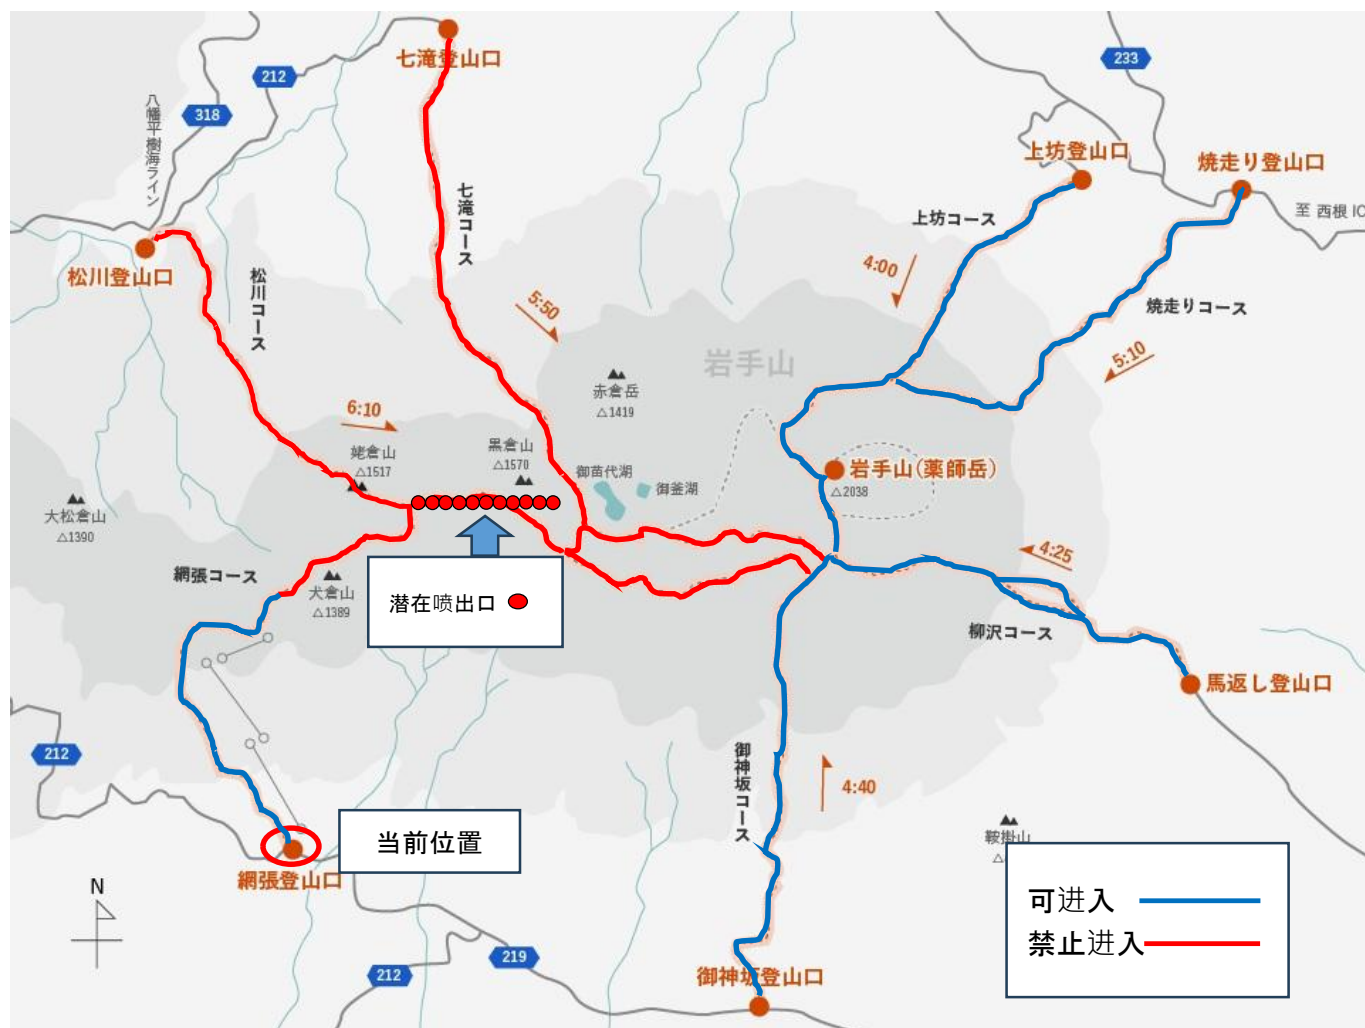 七滝登山口
233
212
318
八幡平樹海ライン
上坊登山口
焼走り登山口
至 西根 IC
七滝コース
上坊コース
松川登山口
松川コース
4:00
焼走りコース
5:50
5:10
岩手山
赤倉岳
△1419
6:10
姥倉山
△1517
黒倉山
△1570
御苗代湖
御釜湖
岩手山(薬師岳)
△2038
大松倉山
△1390
4:25
網張コース
犬倉山
△1389
潜在喷出口
柳沢コース
馬返し登山口
212
御神坂コース
4:40
当前位置
鞍掛山
網張登山口
N
可进入
禁止进入
219
212
御神坂登山口